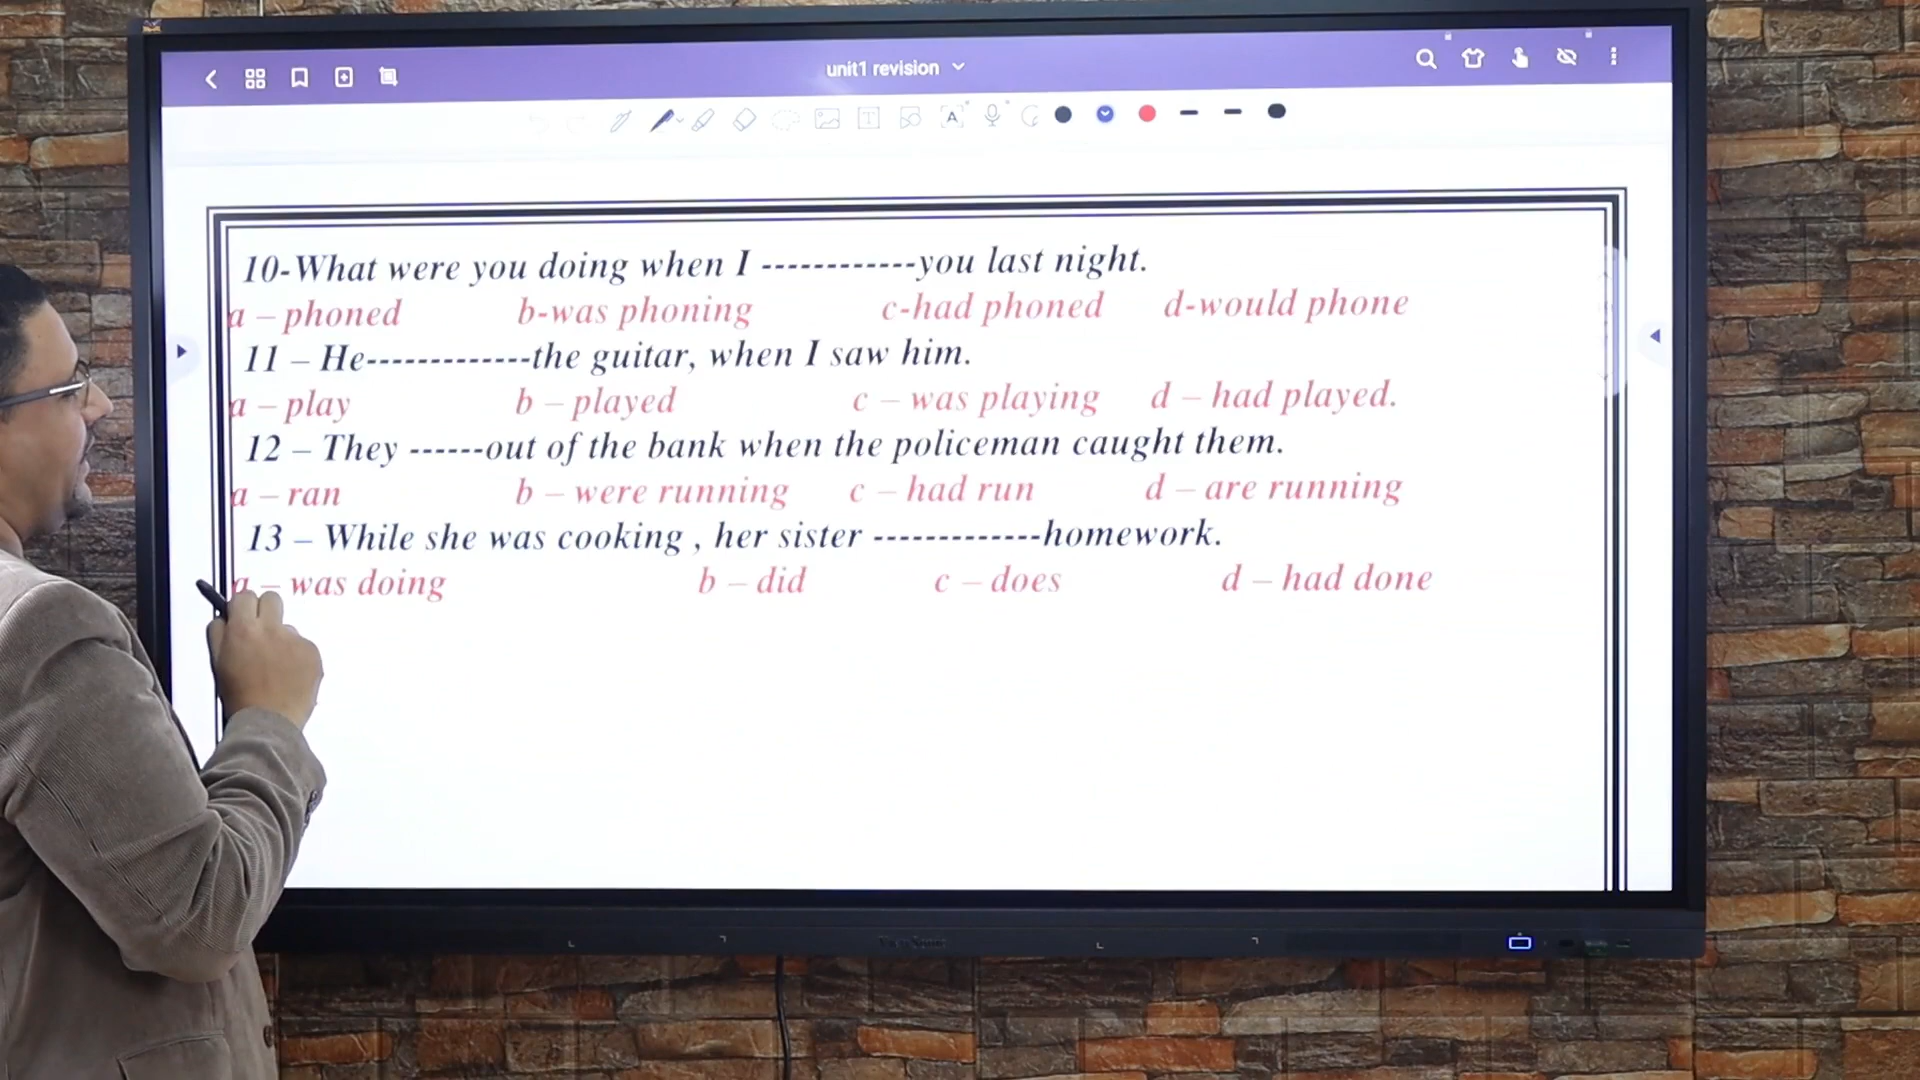 unit1 revision
10-What were you doing when I ------------you last night.
a – phoned b-was phoning c-had phoned d-would phone
11 – He-------------the guitar, when I saw him.
a – play b – played c – was playing d – had played.
12 – They ------out of the bank when the policeman caught them.
a – ran b – were running c – had run d – are running
13 – While she was cooking , her sister -------------homework.
a – was doing b – did c – does d – had done
ViewSonic